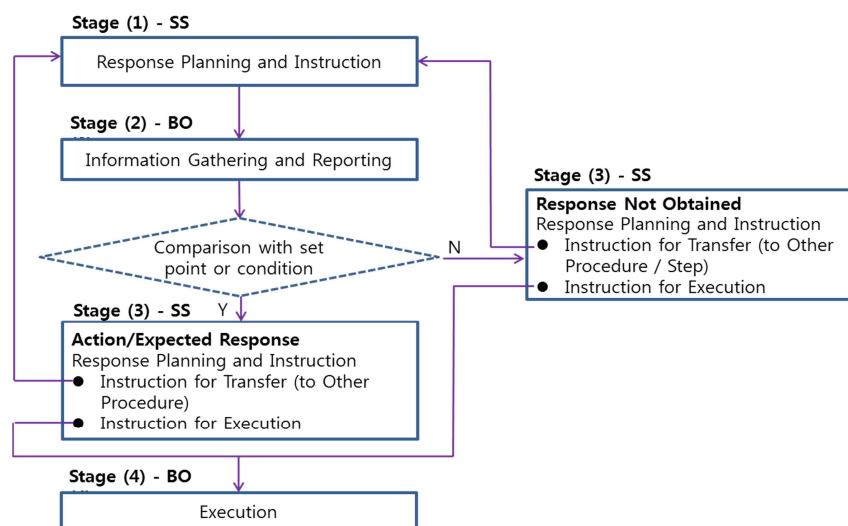 Stage (1) - SS
Response Planning and Instruction
Stage (2) - BO
Information Gathering and Reporting
Comparison with set
point or condition
N
Y
Stage (3) - SS
Response Not Obtained
Response Planning and Instruction
● Instruction for Transfer (to Other
Procedure / Step)
● Instruction for Execution
Stage (3) - SS
Action/Expected Response
Response Planning and Instruction
● Instruction for Transfer (to Other
Procedure)
● Instruction for Execution
Stage (4) - BO
Execution